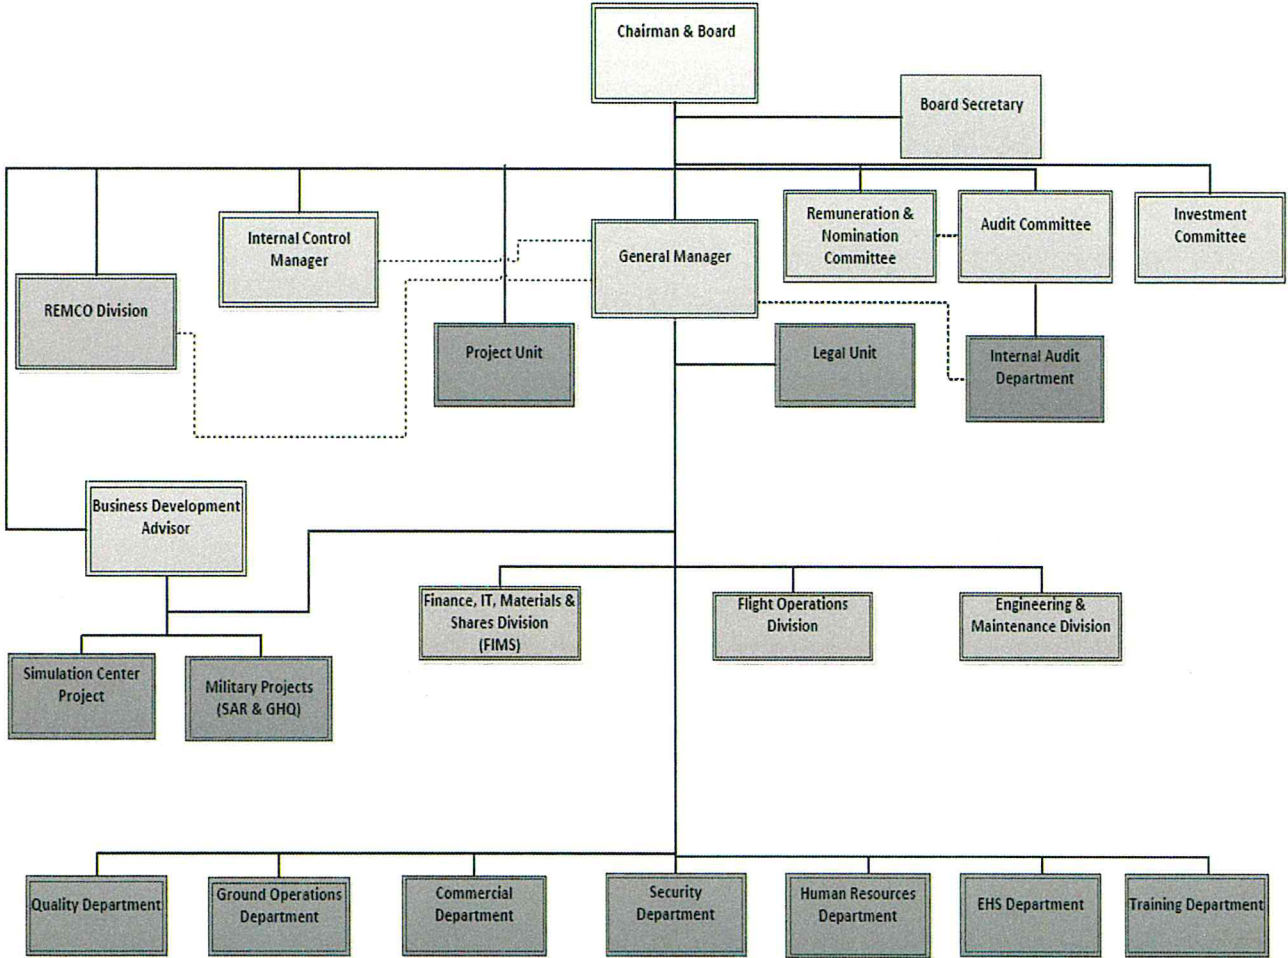 Chairman & Board
Board Secretary
Internal Control
Manager
General Manager
Remuneration &
Nomination
Committee
Audit Committee
Investment
Committee
REMCO Division
Project Unit
Legal Unit
Internal Audit
Department
Business Development
Advisor
Finance, IT, Materials &
Shares Division
(FIMS)
Flight Operations
Division
Engineering &
Maintenance Division
Simulation Center
Project
Military Projects
(SAR & GHQ)
Quality Department
Ground Operations
Department
Commercial
Department
Security
Department
Human Resources
Department
EHS Department
Training Department